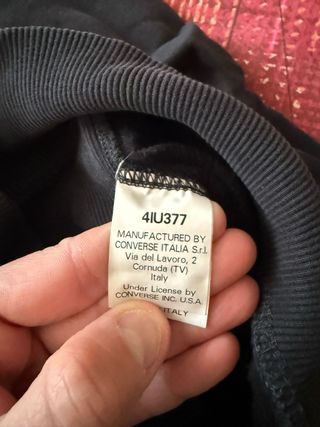 4IU377
MANUFACTURED BY
CONVERSE ITALIA S.r.l.
Via del Lavoro, 2
Cornuda (TV)
Italy
Under License by
CONVERSE INC. U.S.A.
ITALY